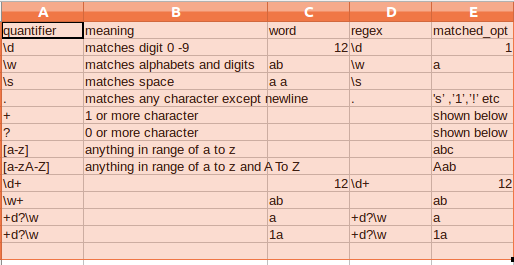 A B C D E
quantifier meaning word regex matched_opt
\d matches digit 0 -9 12 \d 1
\w matches alphabets and digits ab \w a
\s matches space a a \s
. matches any character except newline . 's' ,'1','!' etc
+ 1 or more character shown below
? 0 or more character shown below
[a-z] anything in range of a to z abc
[a-zA-Z] anything in range of a to z and A To Z Aab
\d+ 12 \d+ 12
\w+ ab ab
+d?\w a +d?\w a
+d?\w 1a +d?\w 1a